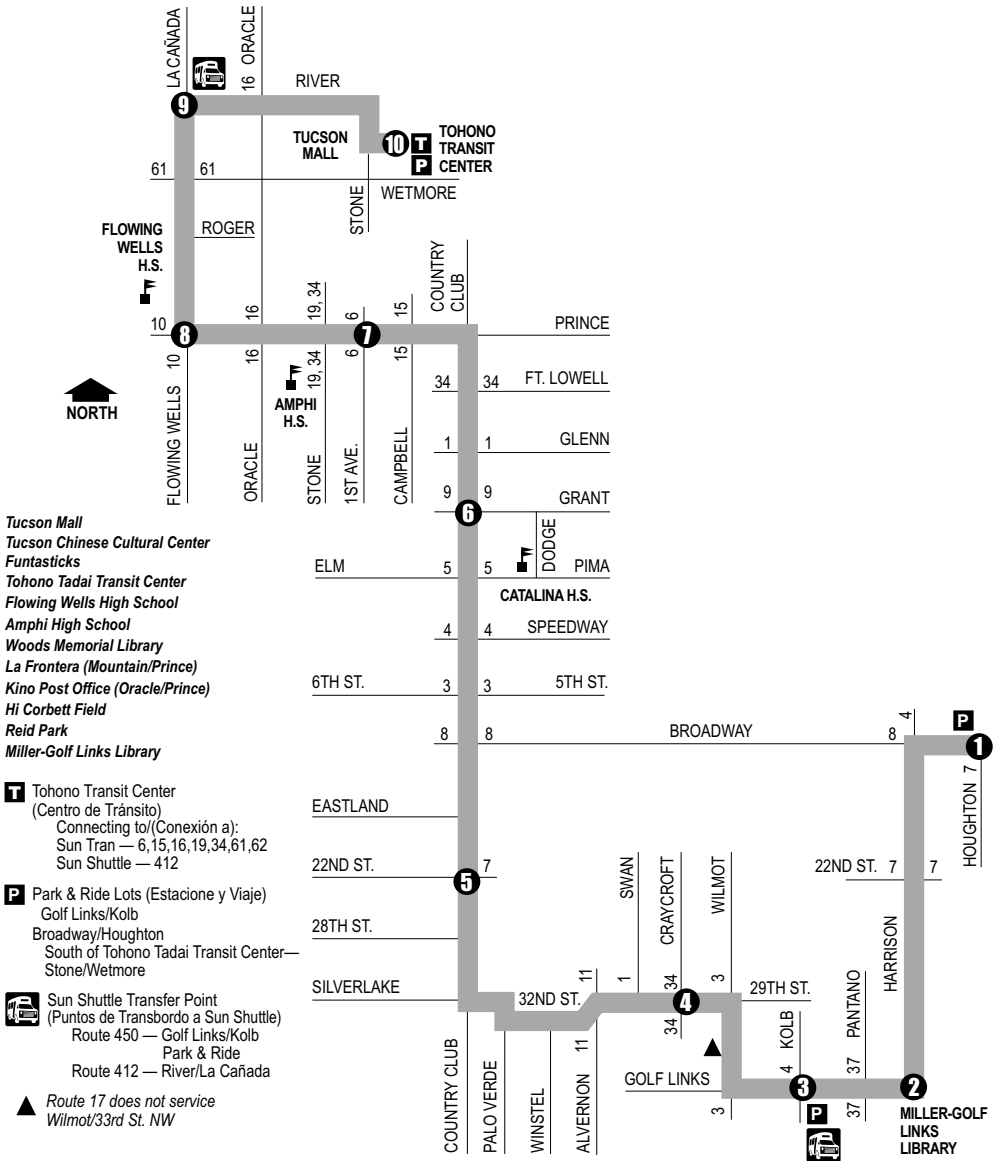 LA CAÑADA
16 ORACLE
RIVER
9
TUCSON
MALL
10 T
P
TOHONO
TRANSIT
CENTER
61 61
WETMORE
STONE
FLOWING
WELLS
H.S.
ROGER
COUNTRY
CLUB
10
8
16
19, 34
6
7
15
PRINCE
10
16
19, 34
6
15
34 34 FT. LOWELL
NORTH
AMPHI
H.S.
FLOWING WELLS
ORACLE
STONE
1ST AVE.
CAMPBELL
1 1 GLENN
9 9 GRANT
6
DODGE
ELM 5 5 PIMA
CATALINA H.S.
4 4 SPEEDWAY
6TH ST. 3 3 5TH ST.
8 8 BROADWAY 8
4
P
1
HOUGHTON 7
EASTLAND
22ND ST. 7
5
22ND ST. 7 7
28TH ST.
SILVERLAKE
HARRISON
SWAN
1
CRAYCROFT
34
WILMOT
3
32ND ST.
11
4
34
29TH ST.
KOLB
4
PANTANO
37
GOLF LINKS
3
3
2
37
P
MILLER-GOLF
LINKS
LIBRARY
COUNTRY CLUB
PALO VERDE
WINSTEL
ALVERNON 11
Tucson Mall
Tucson Chinese Cultural Center
Funtasticks
Tohono Tadai Transit Center
Flowing Wells High School
Amphi High School
Woods Memorial Library
La Frontera (Mountain/Prince)
Kino Post Office (Oracle/Prince)
Hi Corbett Field
Reid Park
Miller-Golf Links Library
T Tohono Transit Center
(Centro de Tránsito)
Connecting to/(Conexión a):
Sun Tran — 6,15,16,19,34,61,62
Sun Shuttle — 412
P Park & Ride Lots (Estacione y Viaje)
Golf Links/Kolb
Broadway/Houghton
South of Tohono Tadai Transit Center—
Stone/Wetmore
Sun Shuttle Transfer Point
(Puntos de Transbordo a Sun Shuttle)
Route 450 — Golf Links/Kolb
Park & Ride
Route 412 — River/La Cañada
Route 17 does not service
Wilmot/33rd St. NW